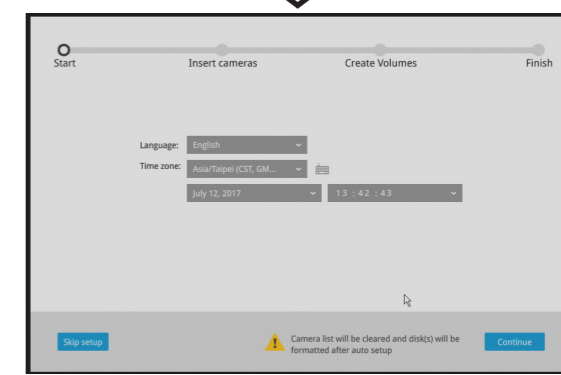 Start Insert cameras Create Volumes Finish
Language: English
Time zone: Asia/Taipei (CST, GM...
July 12, 2017 13 : 42 : 43
Skip setup
Camera list will be cleared and disk(s) will be
formatted after auto setup
Continue